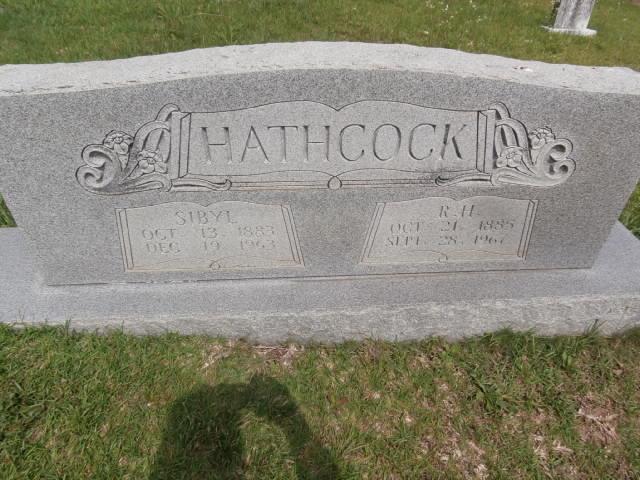 HATHCOCK
SIBYL
OCT. 13, 1883
DEC. 19, 1963
R.H.
OCT. 21, 1885
SEPT. 28, 1967